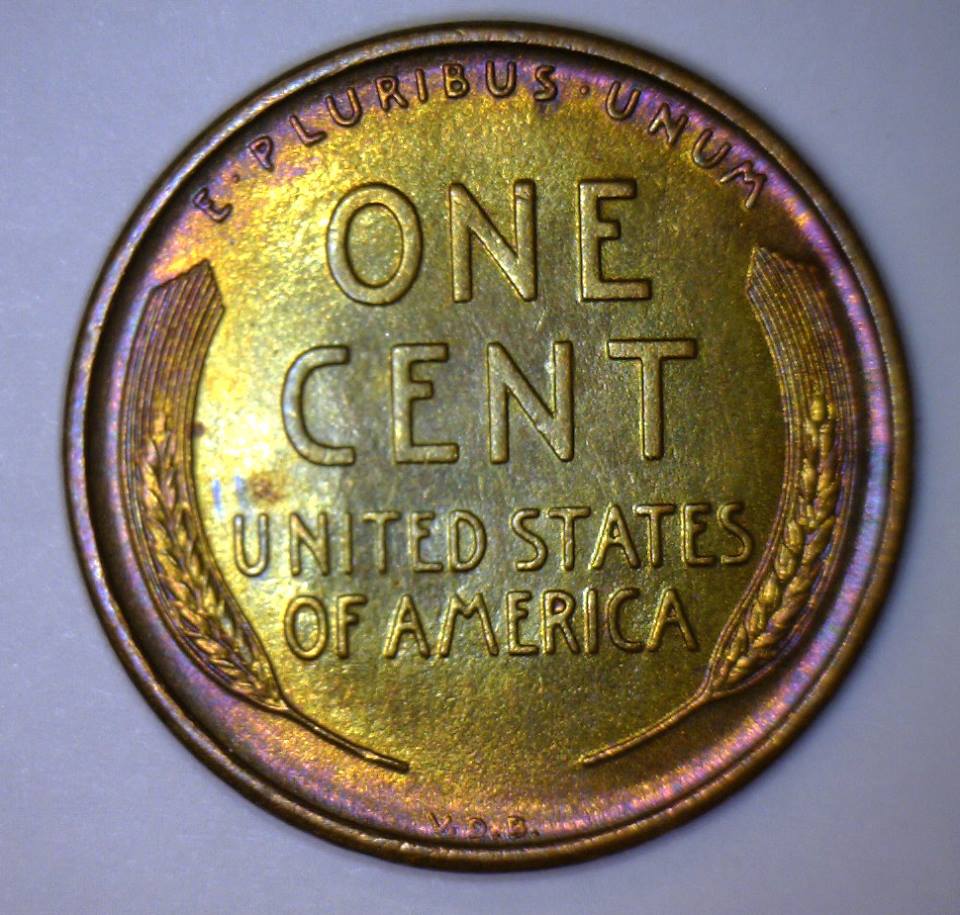 E · PLURIBUS · UNUM
ONE
CENT
UNITED STATES
OF AMERICA
V.D.B.